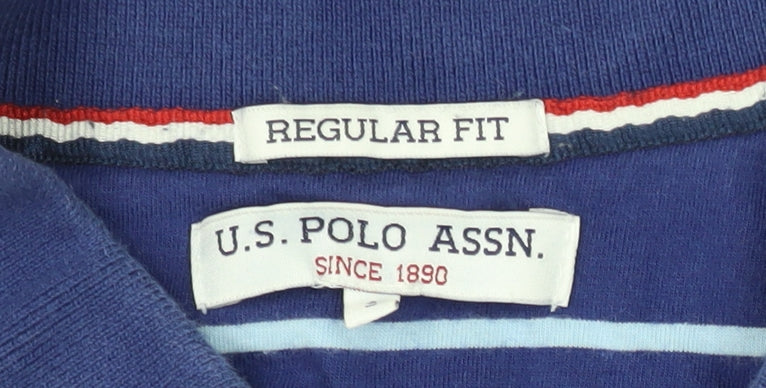 REGULAR FIT
U.S. POLO ASSN.
SINCE 1890